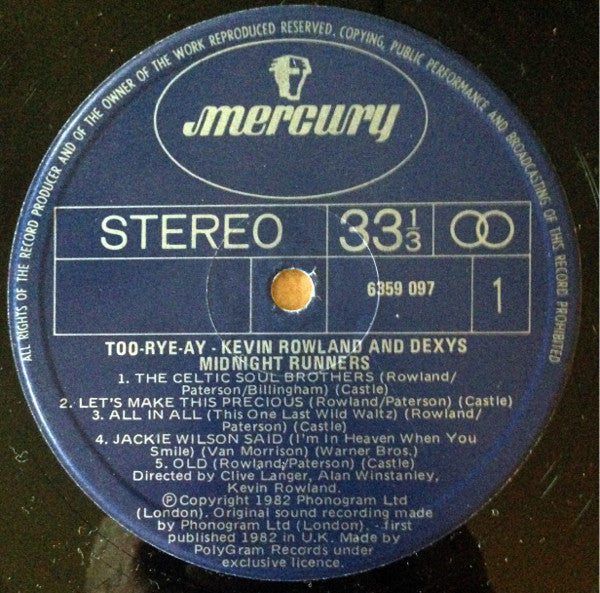 ALL RIGHTS OF THE RECORD PRODUCER AND OF THE OWNER OF THE WORK REPRODUCED RESERVED. COPYING, PUBLIC PERFORMANCE AND BROADCASTING OF THIS RECORD PROHIBITED
mercury
STEREO 33 1/3
6359 097 1
TOO-RYE-AY - KEVIN ROWLAND AND DEXYS
MIDNIGHT RUNNERS
1. THE CELTIC SOUL BROTHERS (Rowland/
Paterson/Billingham) (Castle)
2. LET'S MAKE THIS PRECIOUS (Rowland/Paterson) (Castle)
3. ALL IN ALL (This One Last Wild Waltz) (Rowland/
Paterson) (Castle)
4. JACKIE WILSON SAID (I'm In Heaven When You
Smile) (Van Morrison) (Warner Bros.)
5. OLD (Rowland/Paterson) (Castle)
Directed by Clive Langer, Alan Winstanley,
Kevin Rowland.
Ⓟ Copyright 1982 Phonogram Ltd
(London). Original sound recording made
by Phonogram Ltd (London). - first
published 1982 in U.K. Made by
PolyGram Records under
exclusive licence.